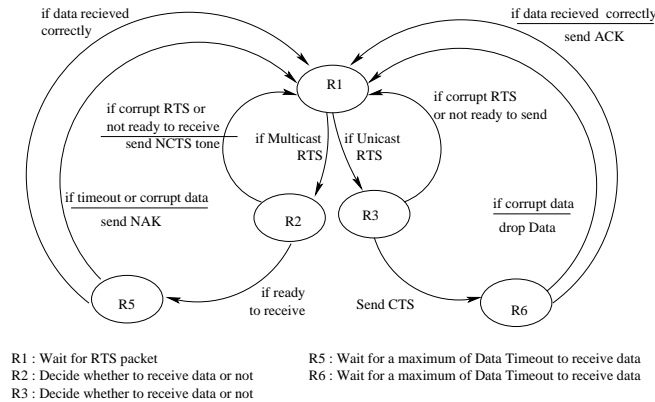 if data recieved
correctly
if data recieved correctly
send ACK
R1
if corrupt RTS or
not ready to receive
send NCTS tone
if corrupt RTS
or not ready to send
if Multicast
RTS
if Unicast
RTS
if timeout or corrupt data
send NAK
R2
R3
if corrupt data
drop Data
R5
if ready
to receive
Send CTS
R6
R1 : Wait for RTS packet
R2 : Decide whether to receive data or not
R3 : Decide whether to receive data or not
R5 : Wait for a maximum of Data Timeout to receive data
R6 : Wait for a maximum of Data Timeout to receive data